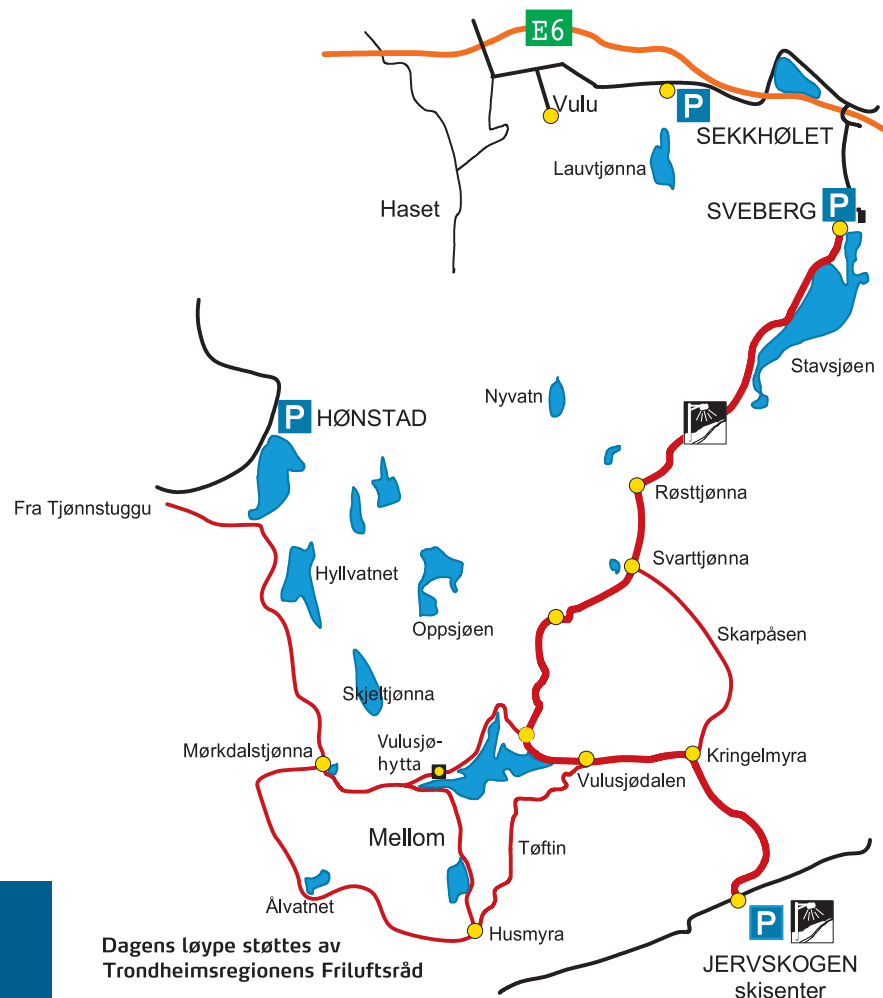 E6
Vulu
P
SEKKHØLET
Lauvtjønna
Haset
SVEBERG P
Stavsjøen
Nyvatn
P HØNSTAD
Røsttjønna
Fra Tjønnstuggu
Svarttjønna
Hyllvatnet
Oppsjøen
Skarpåsen
Skjeltjønna
Mørkdalstjønna
Vulusjø-
hytta
Kringelmyra
Vulusjødalen
Mellom
Tøftin
Ålvatnet
Husmyra
P
Dagens løype støttes av
Trondheimsregionens Friluftsråd
JERVSKOGEN
skisenter